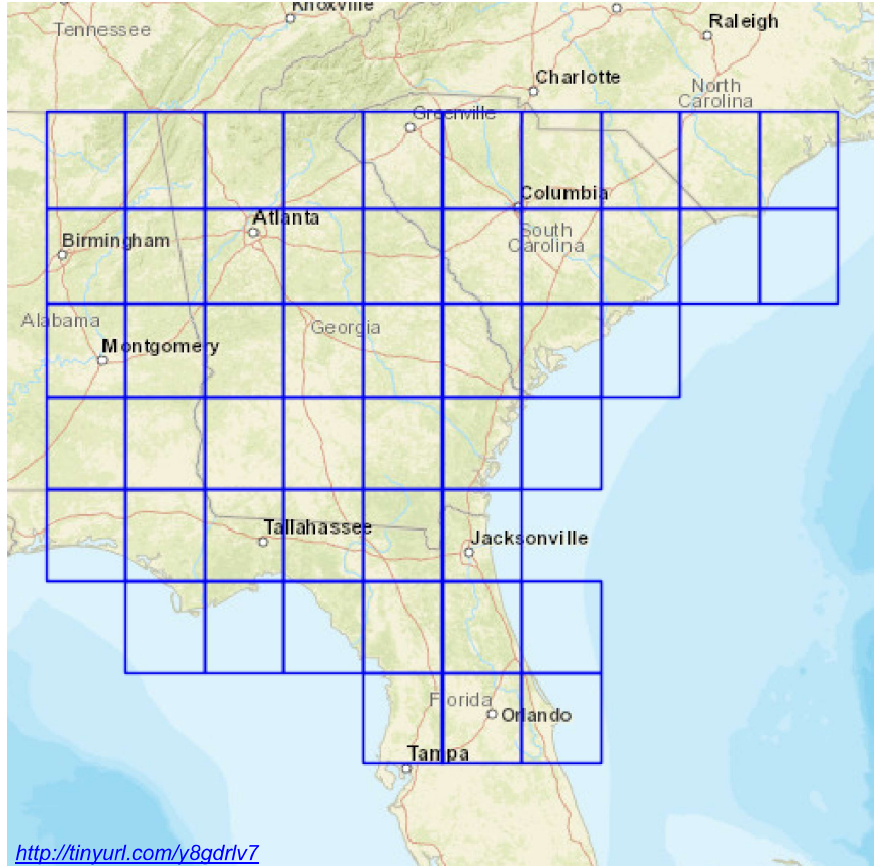 Knoxville
Raleigh
Tennessee
Charlotte
North
Carolina
Greenville
Columbia
Atlanta
South
Carolina
Birmingham
Alabama
Georgia
Montgomery
Tallahassee
Jacksonville
Florida
Orlando
Tampa
http://tinyurl.com/y8gdrlv7